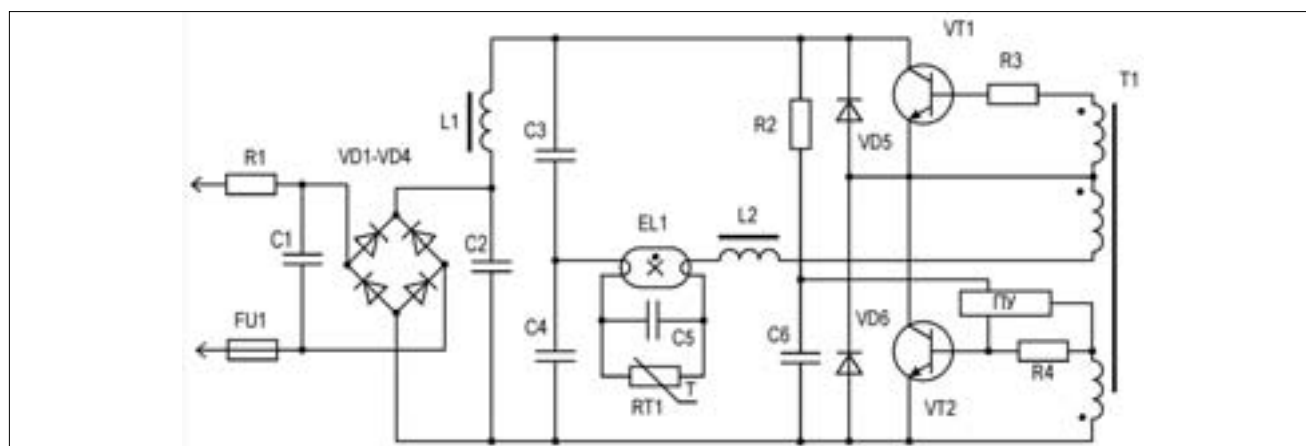 VT1
R3
T1
L1
C3
R2
VD5
R1
VD1-VD4
EL1
L2
C1
C2
FU1
C4
C5
C6
VD6
ПУ
R4
T
RT1
VT2